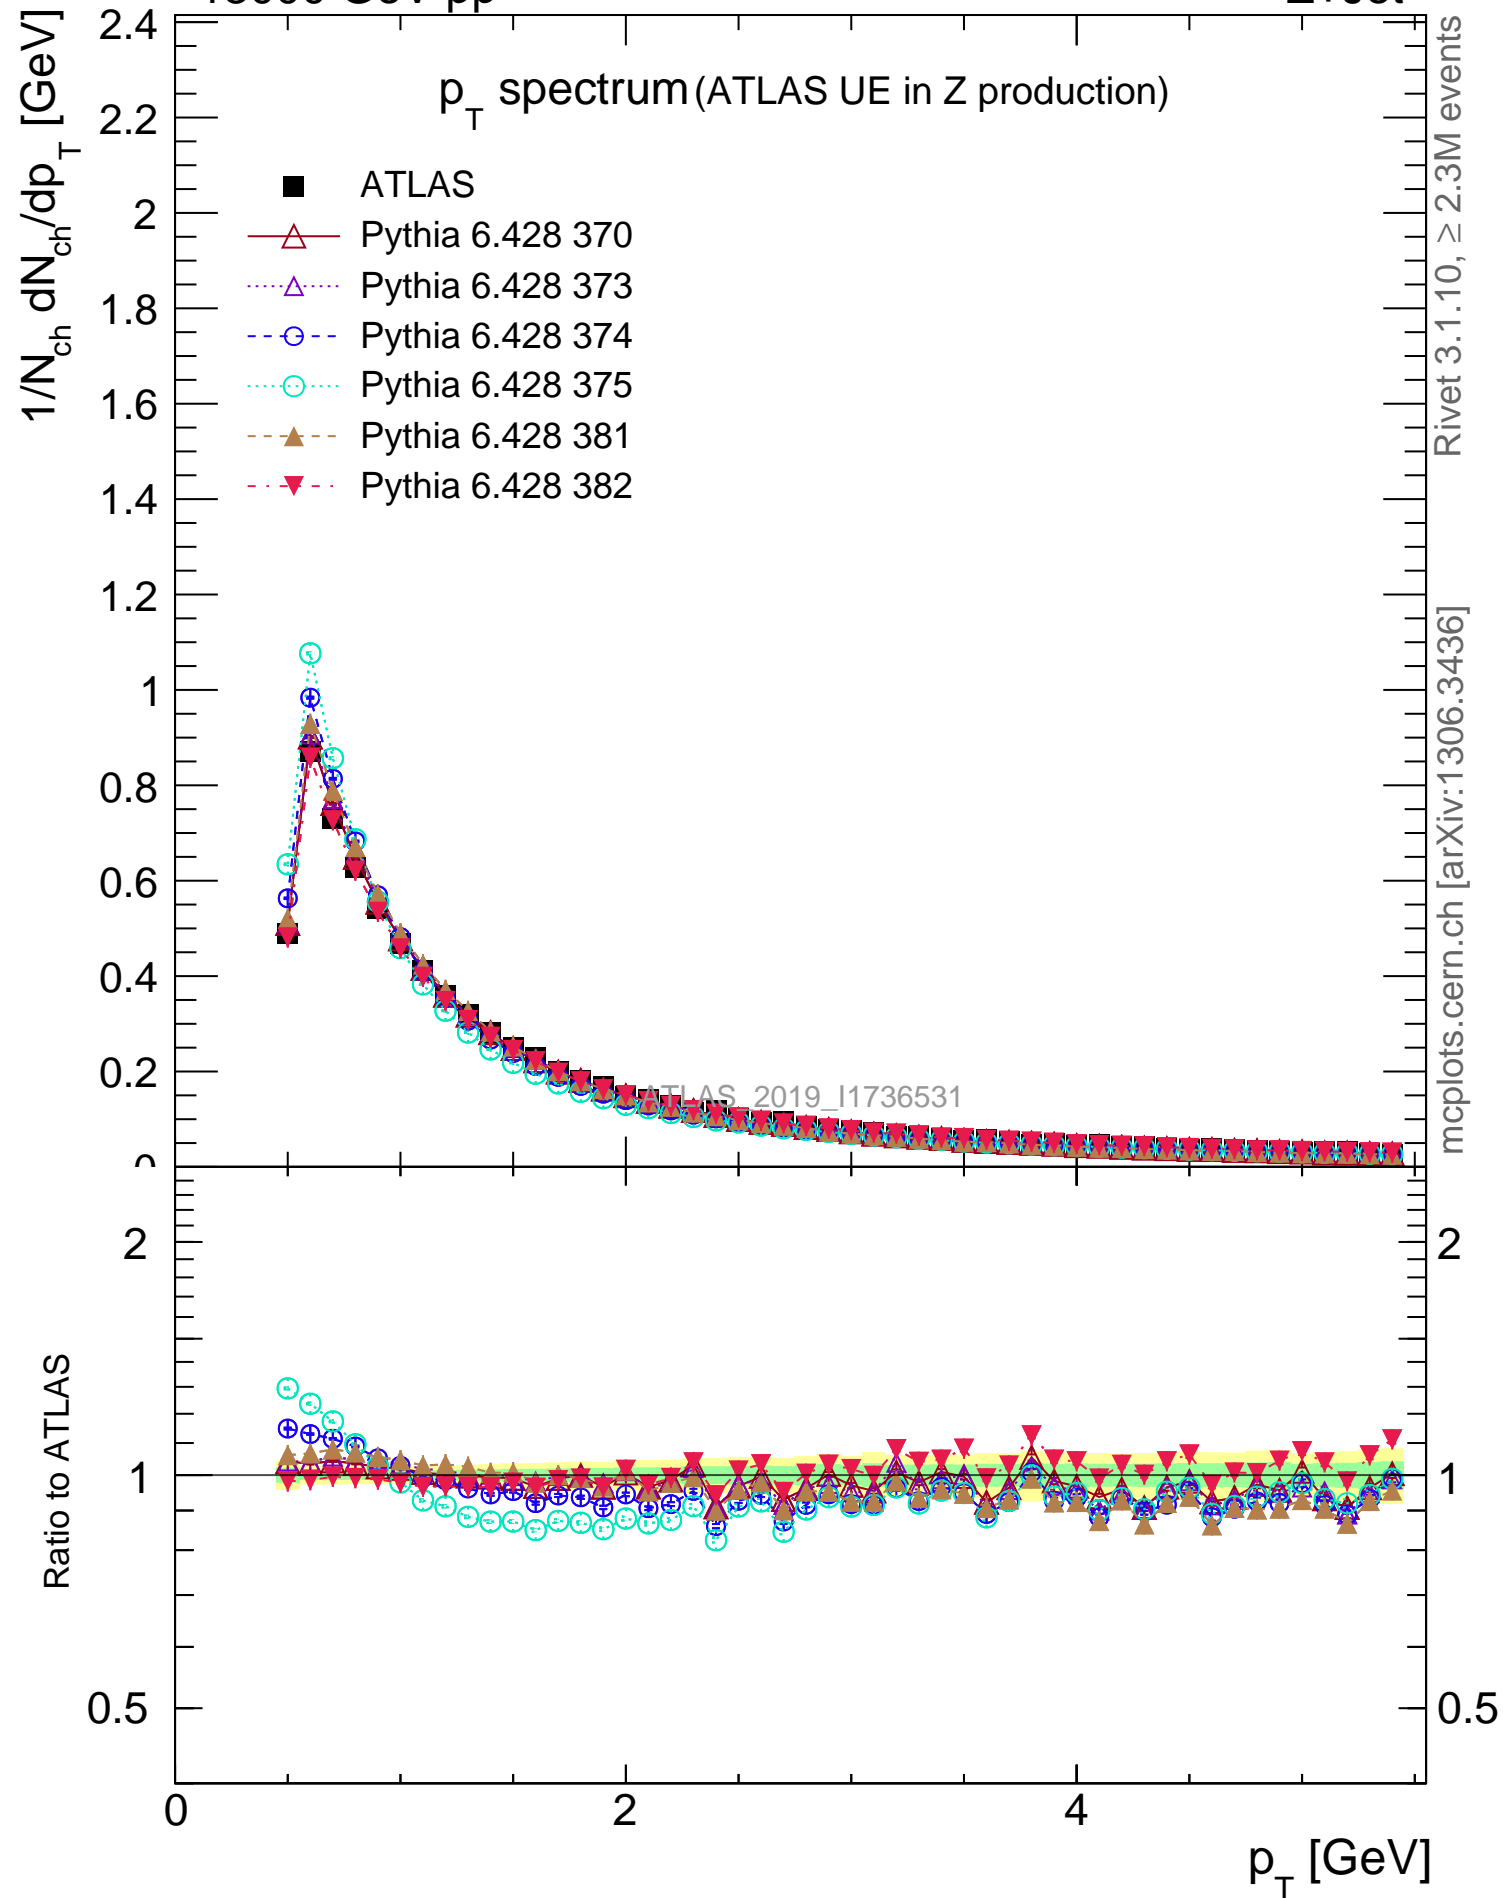 1/N_ch dN_ch/dp_T [GeV]
p_T spectrum (ATLAS UE in Z production)
ATLAS
Pythia 6.428 370
Pythia 6.428 373
Pythia 6.428 374
Pythia 6.428 375
Pythia 6.428 381
Pythia 6.428 382
2.4
2.2
2
1.8
1.6
1.4
1.2
1
0.8
0.6
0.4
0.2
0
ATLAS_2019_I1736531
Rivet 3.1.10, ≥ 2.3M events
mcplots.cern.ch [arXiv:1306.3436]
Ratio to ATLAS
2
1
0.5
2
1
0.5
0
2
4
p_T [GeV]